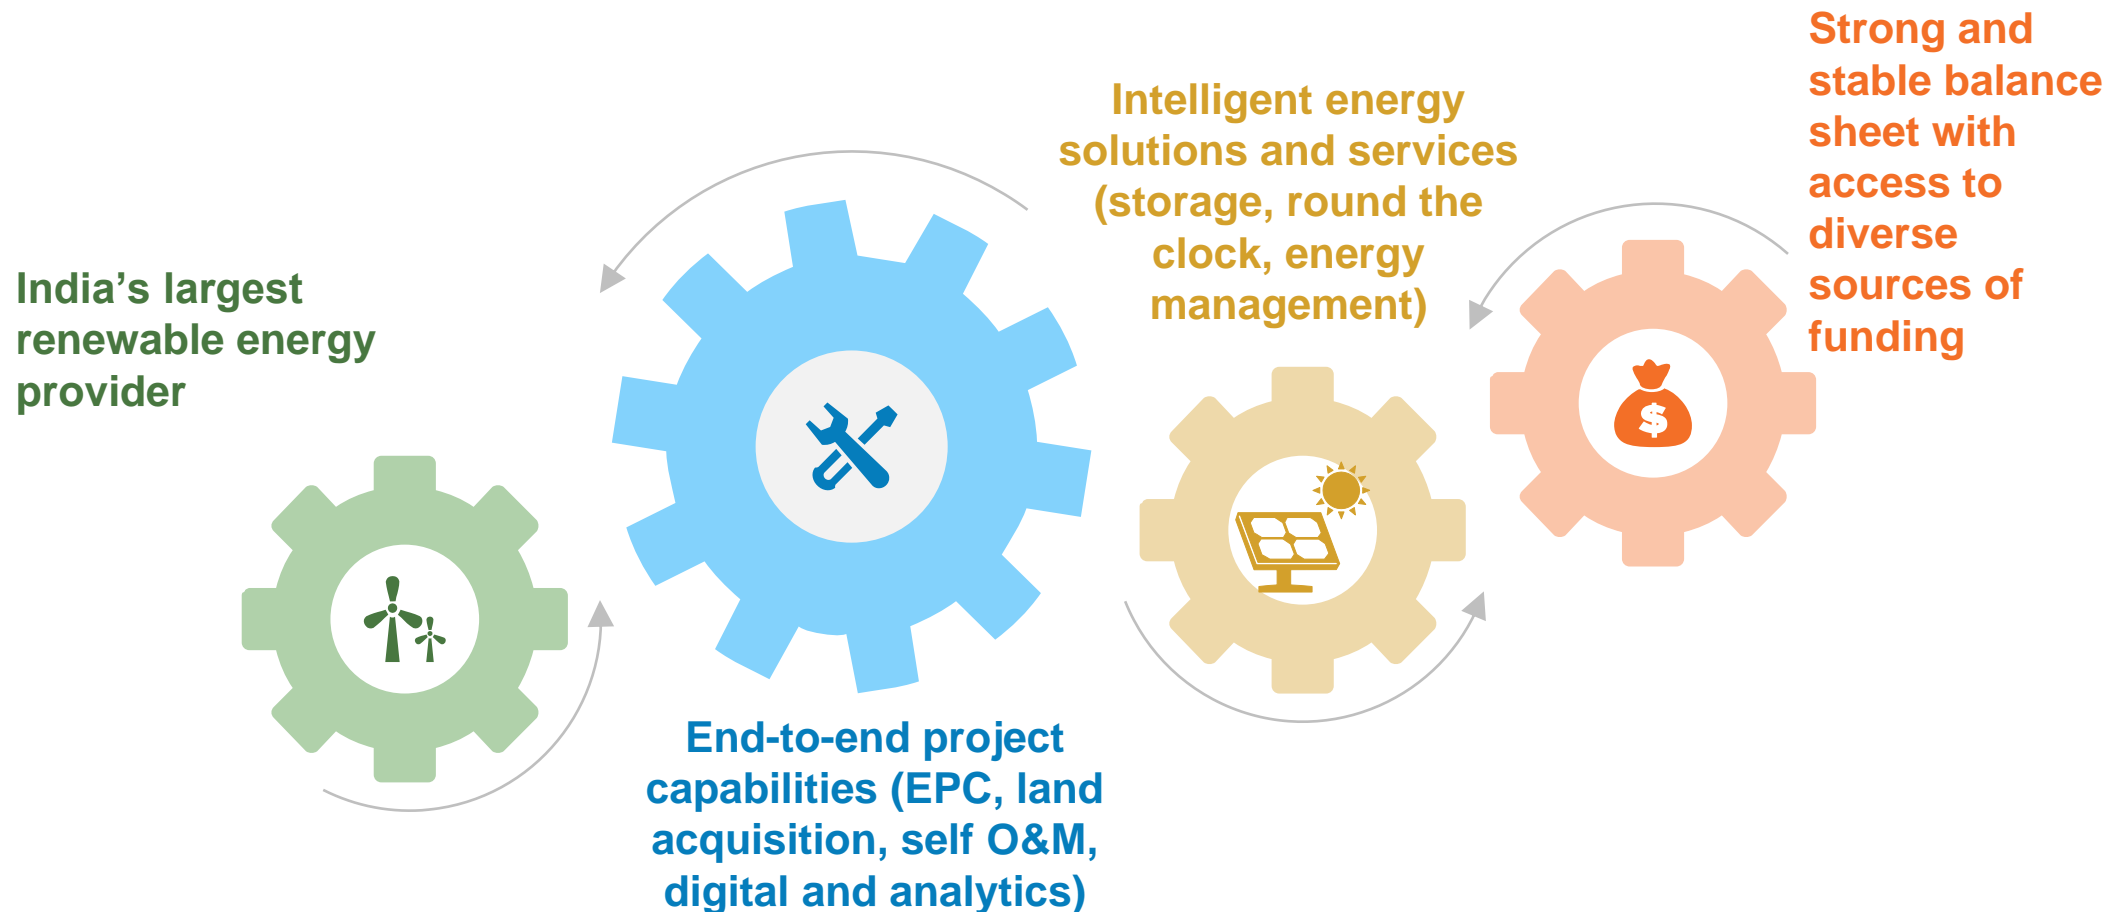 India’s largest
renewable energy
provider
End-to-end project
capabilities (EPC, land
acquisition, self O&M,
digital and analytics)
Intelligent energy
solutions and services
(storage, round the
clock, energy
management)
Strong and
stable balance
sheet with
access to
diverse
sources of
funding
$